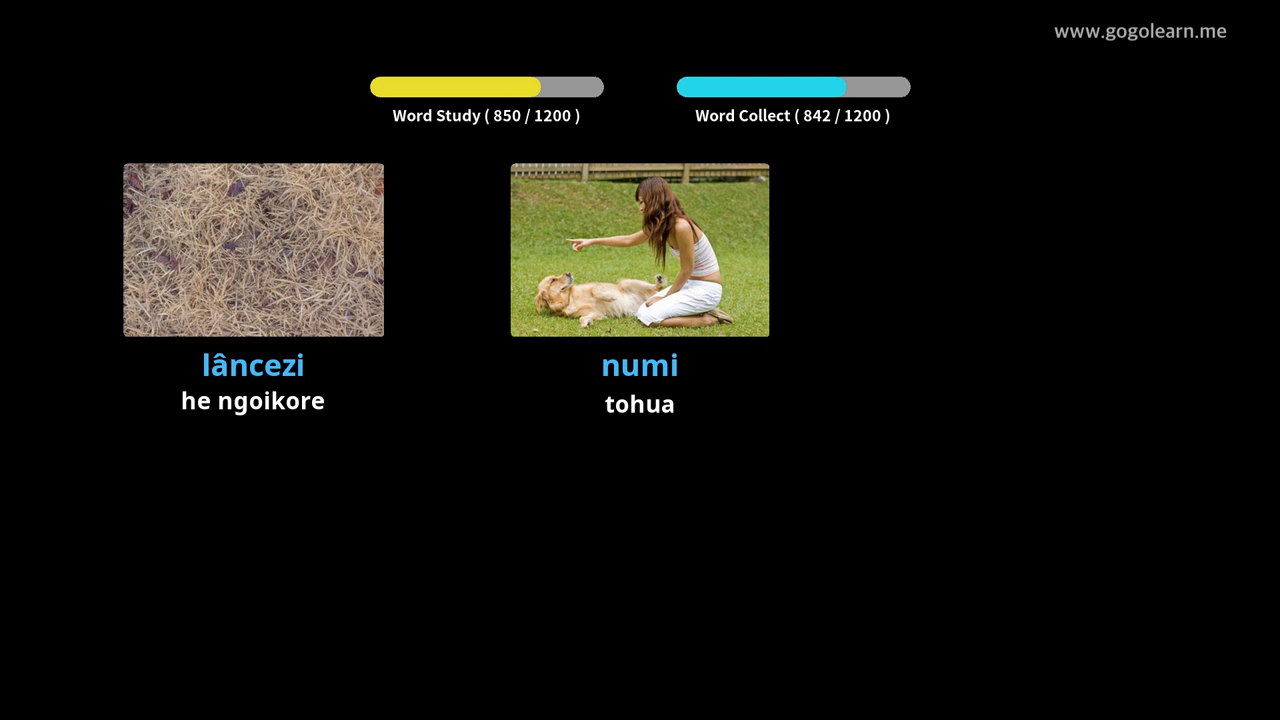 www.gogolearn.me
Word Study ( 850 / 1200 )
Word Collect ( 842 / 1200 )
lâncezi
he ngoikore
numi
tohua